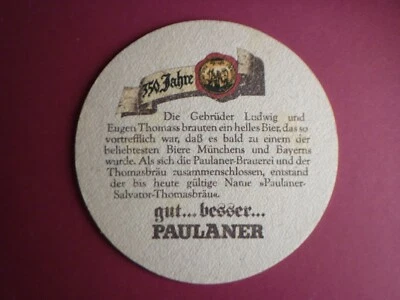 350 Jahre
Die Gebrüder Ludwig und
Eugen Thomass brauten ein helles Bier, das so
vortrefflich war, daß es bald zu einem der
beliebtesten Biere Münchens und Bayerns
wurde. Als sich die Paulaner-Brauerei und der
Thomasbräu zusammenschlossen, entstand
der bis heute gültige Name »Paulaner-
Salvator-Thomasbräu«.
gut... besser...
PAULANER